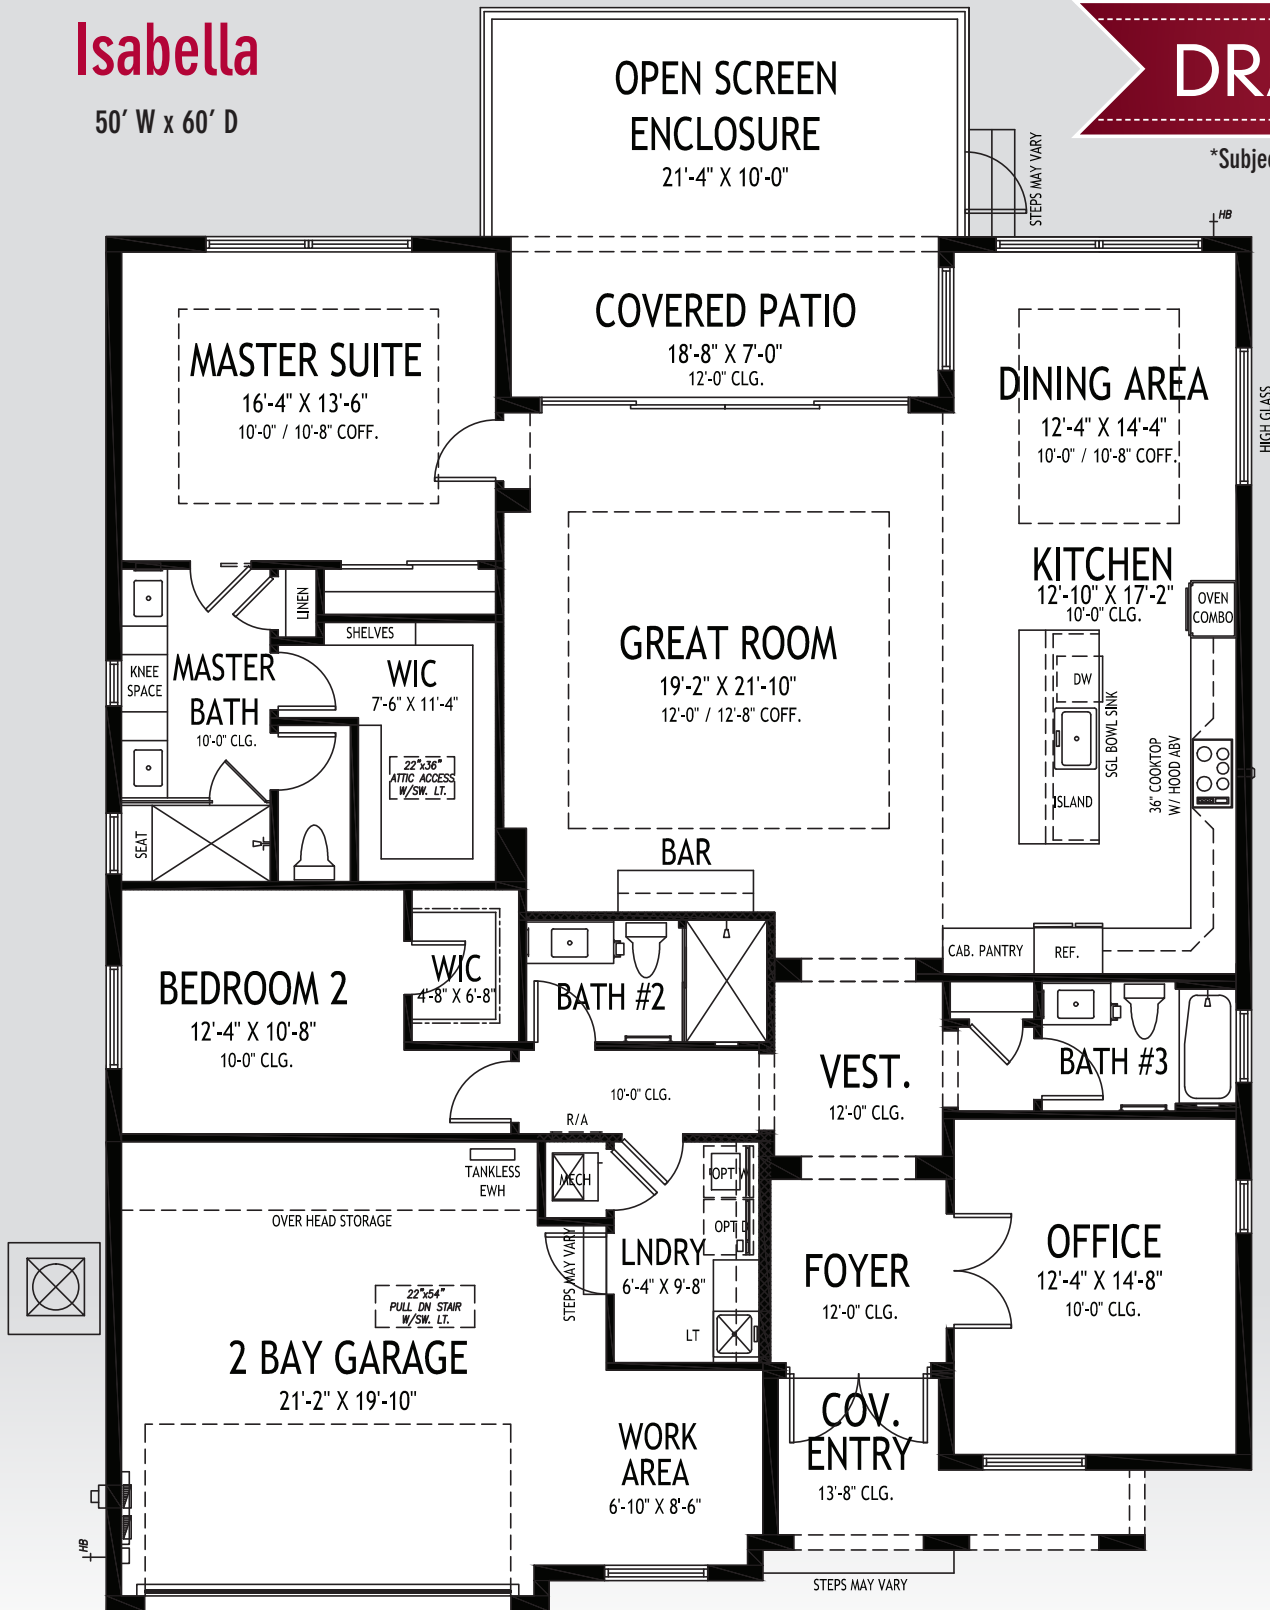 Isabella
50' W x 60' D
DRA
*Subjec
OPEN SCREEN
ENCLOSURE
21'-4" X 10'-0"
STEPS MAY VARY
HB
COVERED PATIO
18'-8" X 7'-0"
12'-0" CLG.
MASTER SUITE
16'-4" X 13'-6"
10'-0" / 10'-8" COFF.
DINING AREA
12'-4" X 14'-4"
10'-0" / 10'-8" COFF.
HIGH GLASS
KITCHEN
12'-10" X 17'-2"
10'-0" CLG.
OVEN
COMBO
LINEN
SHELVES
GREAT ROOM
19'-2" X 21'-10"
12'-0" / 12'-8" COFF.
KNEE
SPACE
MASTER
BATH
10'-0" CLG.
WIC
7'-6" X 11'-4"
DW
SGL BOWL SINK
ISLAND
36" COOKTOP
W/ HOOD ABV
22"x36"
ATTIC ACCESS
W/SW. LT.
SEAT
BAR
CAB. PANTRY
REF.
BEDROOM 2
12'-4" X 10'-8"
10-0" CLG.
WIC
4'-8" X 6'-8"
BATH #2
VEST.
12'-0" CLG.
BATH #3
10'-0" CLG.
R/A
TANKLESS
EWH
MECH
OPT W
OPT D
OVER HEAD STORAGE
STEPS MAY VARY
LNDRY
6'-4" X 9'-8"
LT
FOYER
12'-0" CLG.
OFFICE
12'-4" X 14'-8"
10'-0" CLG.
22"x54"
PULL DN STAIR
W/SW. LT.
2 BAY GARAGE
21'-2" X 19'-10"
WORK
AREA
6'-10" X 8'-6"
COV.
ENTRY
13'-8" CLG.
HB
STEPS MAY VARY